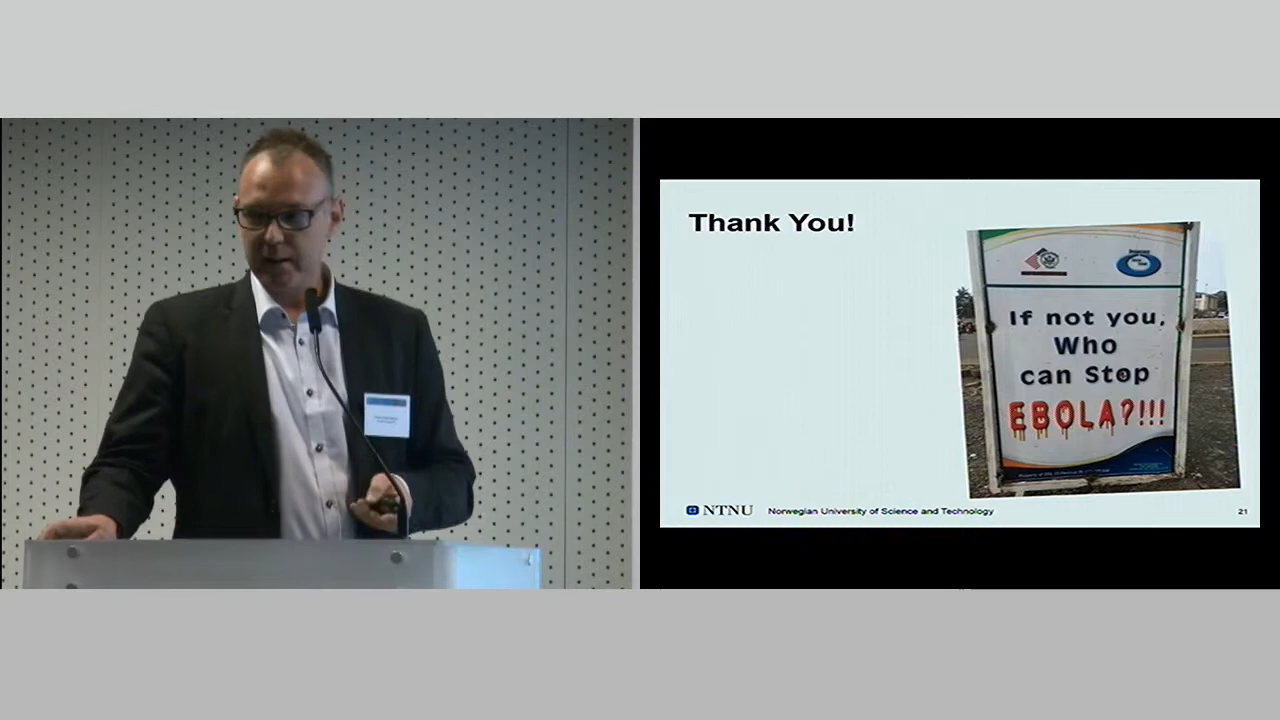 Thank You!
If not you,
Who
can Stop
EBOLA?!!!
NTNU
Norwegian University of Science and Technology
21